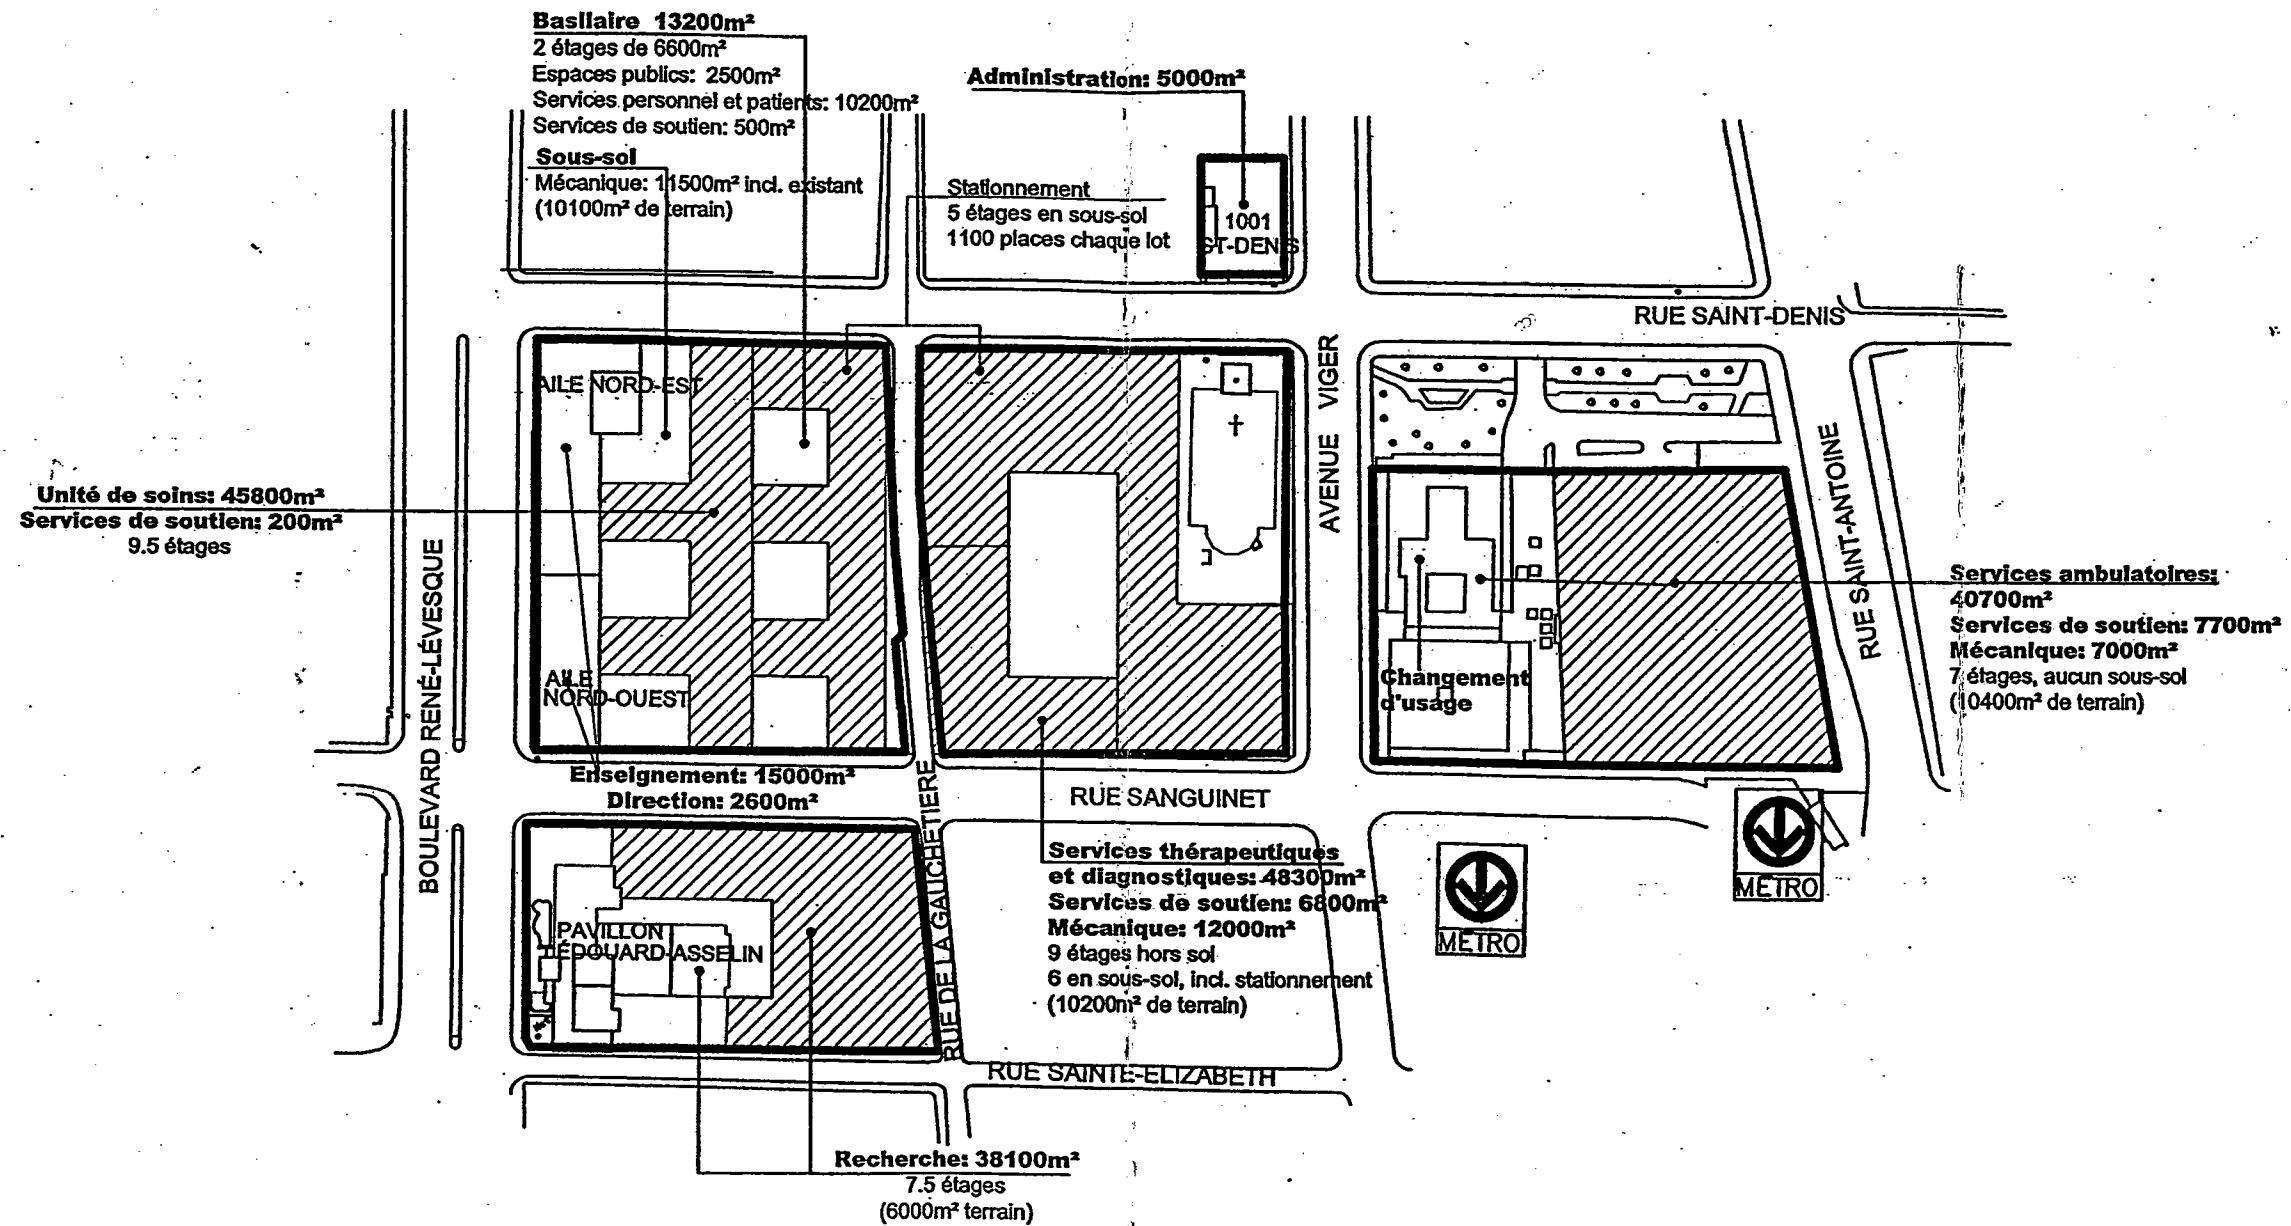 Basilaire 13200m²
2 étages de 6600m²
Espaces publics: 2500m²
Services personnel et patients: 10200m²
Services de soutien: 500m²
Sous-sol
Mécanique: 11500m² incl. existant
(10100m² de terrain)
Administration: 5000m²
Stationnement
5 étages en sous-sol
1100 places chaque lot
1001
ST-DENIS
RUE SAINT-DENIS
AILE NORD-EST
AVENUE VIGER
RUE SAINT-ANTOINE
Unité de soins: 45800m²
Services de soutien: 200m²
9.5 étages
BOULEVARD RENÉ-LÉVESQUE
Services ambulatoires:
40700m²
Services de soutien: 7700m²
Mécanique: 7000m²
7 étages, aucun sous-sol
(10400m² de terrain)
AILE
NORD-OUEST
Changement
d'usage
Enseignement: 15000m²
Direction: 2600m²
RUE SANGUINET
RUE DE LA GAUCHETIERE
Services thérapeutiques
et diagnostiques: 48300m²
Services de soutien: 6800m²
Mécanique: 12000m²
9 étages hors sol
6 en sous-sol, incl. stationnement
(10200m² de terrain)
METRO
METRO
PAVILLON
ÉDOUARD-ASSELIN
RUE SAINTE-ELIZABETH
Recherche: 38100m²
7.5 étages
(6000m² terrain)